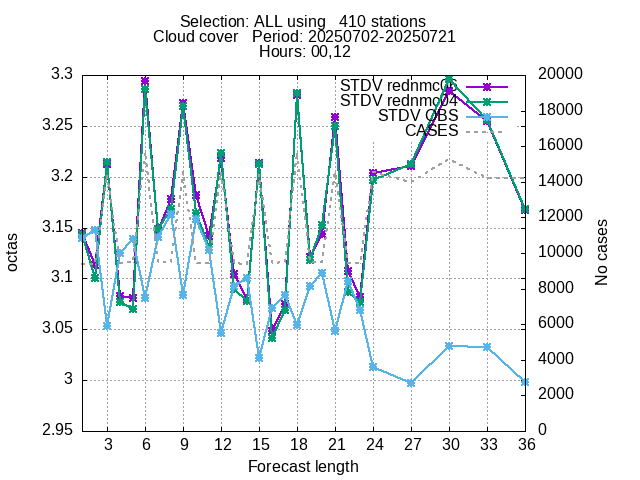 Selection: ALL using   410 stations
Cloud cover   Period: 20250702-20250721
Hours: 00,12
STDV rednmc06
STDV rednmc04
STDV OBS
CASES
octas
3.3
3.25
3.2
3.15
3.1
3.05
3
2.95
20000
18000
16000
14000
12000
10000
8000
6000
4000
2000
0
No cases
3 6 9 12 15 18 21 24 27 30 33 36
Forecast length